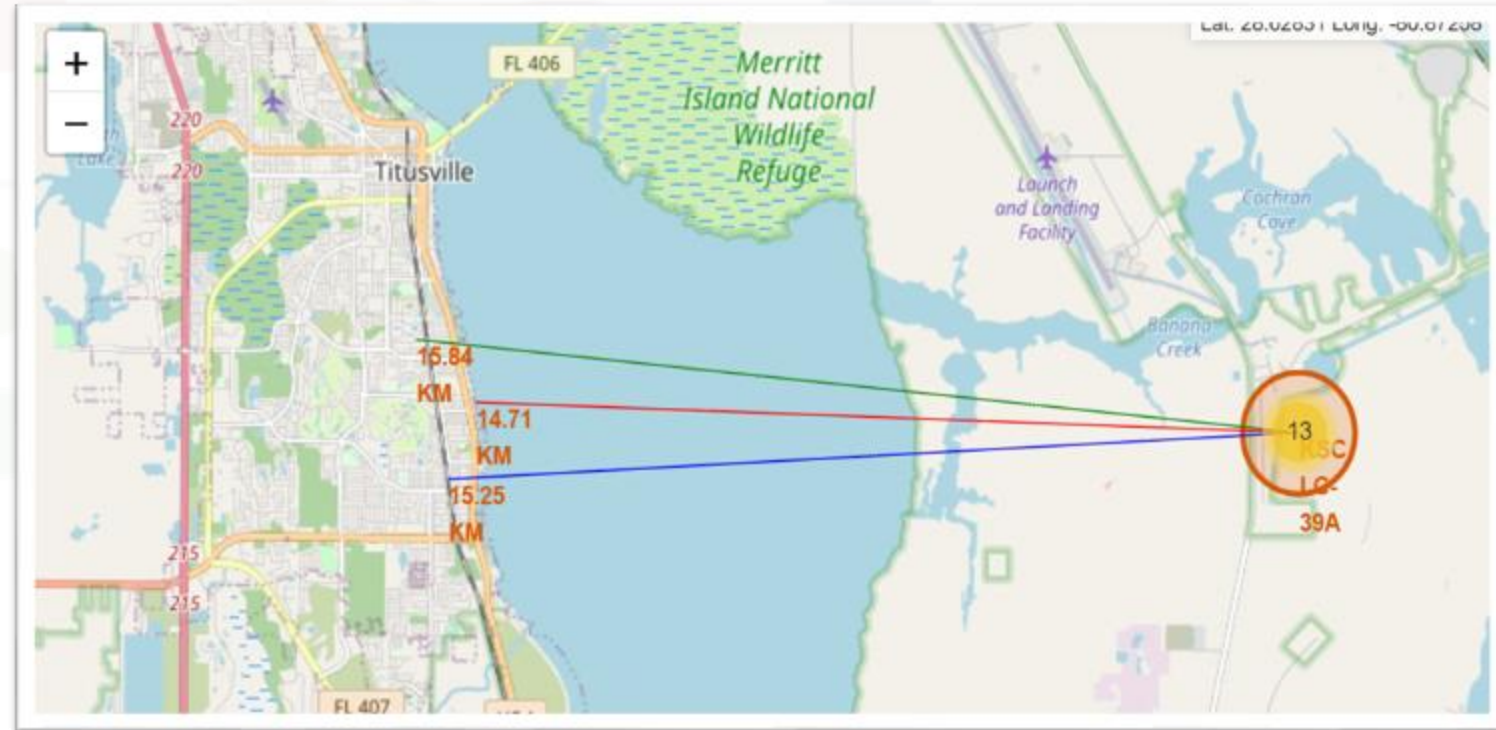 +
−
FL 406
Merritt
Island National
Wildlife
Refuge
220
Lake
Titusville
220
Launch
and Landing
Facility
Cochran
Cove
Banana
Creek
15.84
KM
14.71
KM
13
KSC
LC-
39A
15.25
KM
215
215
FL 407